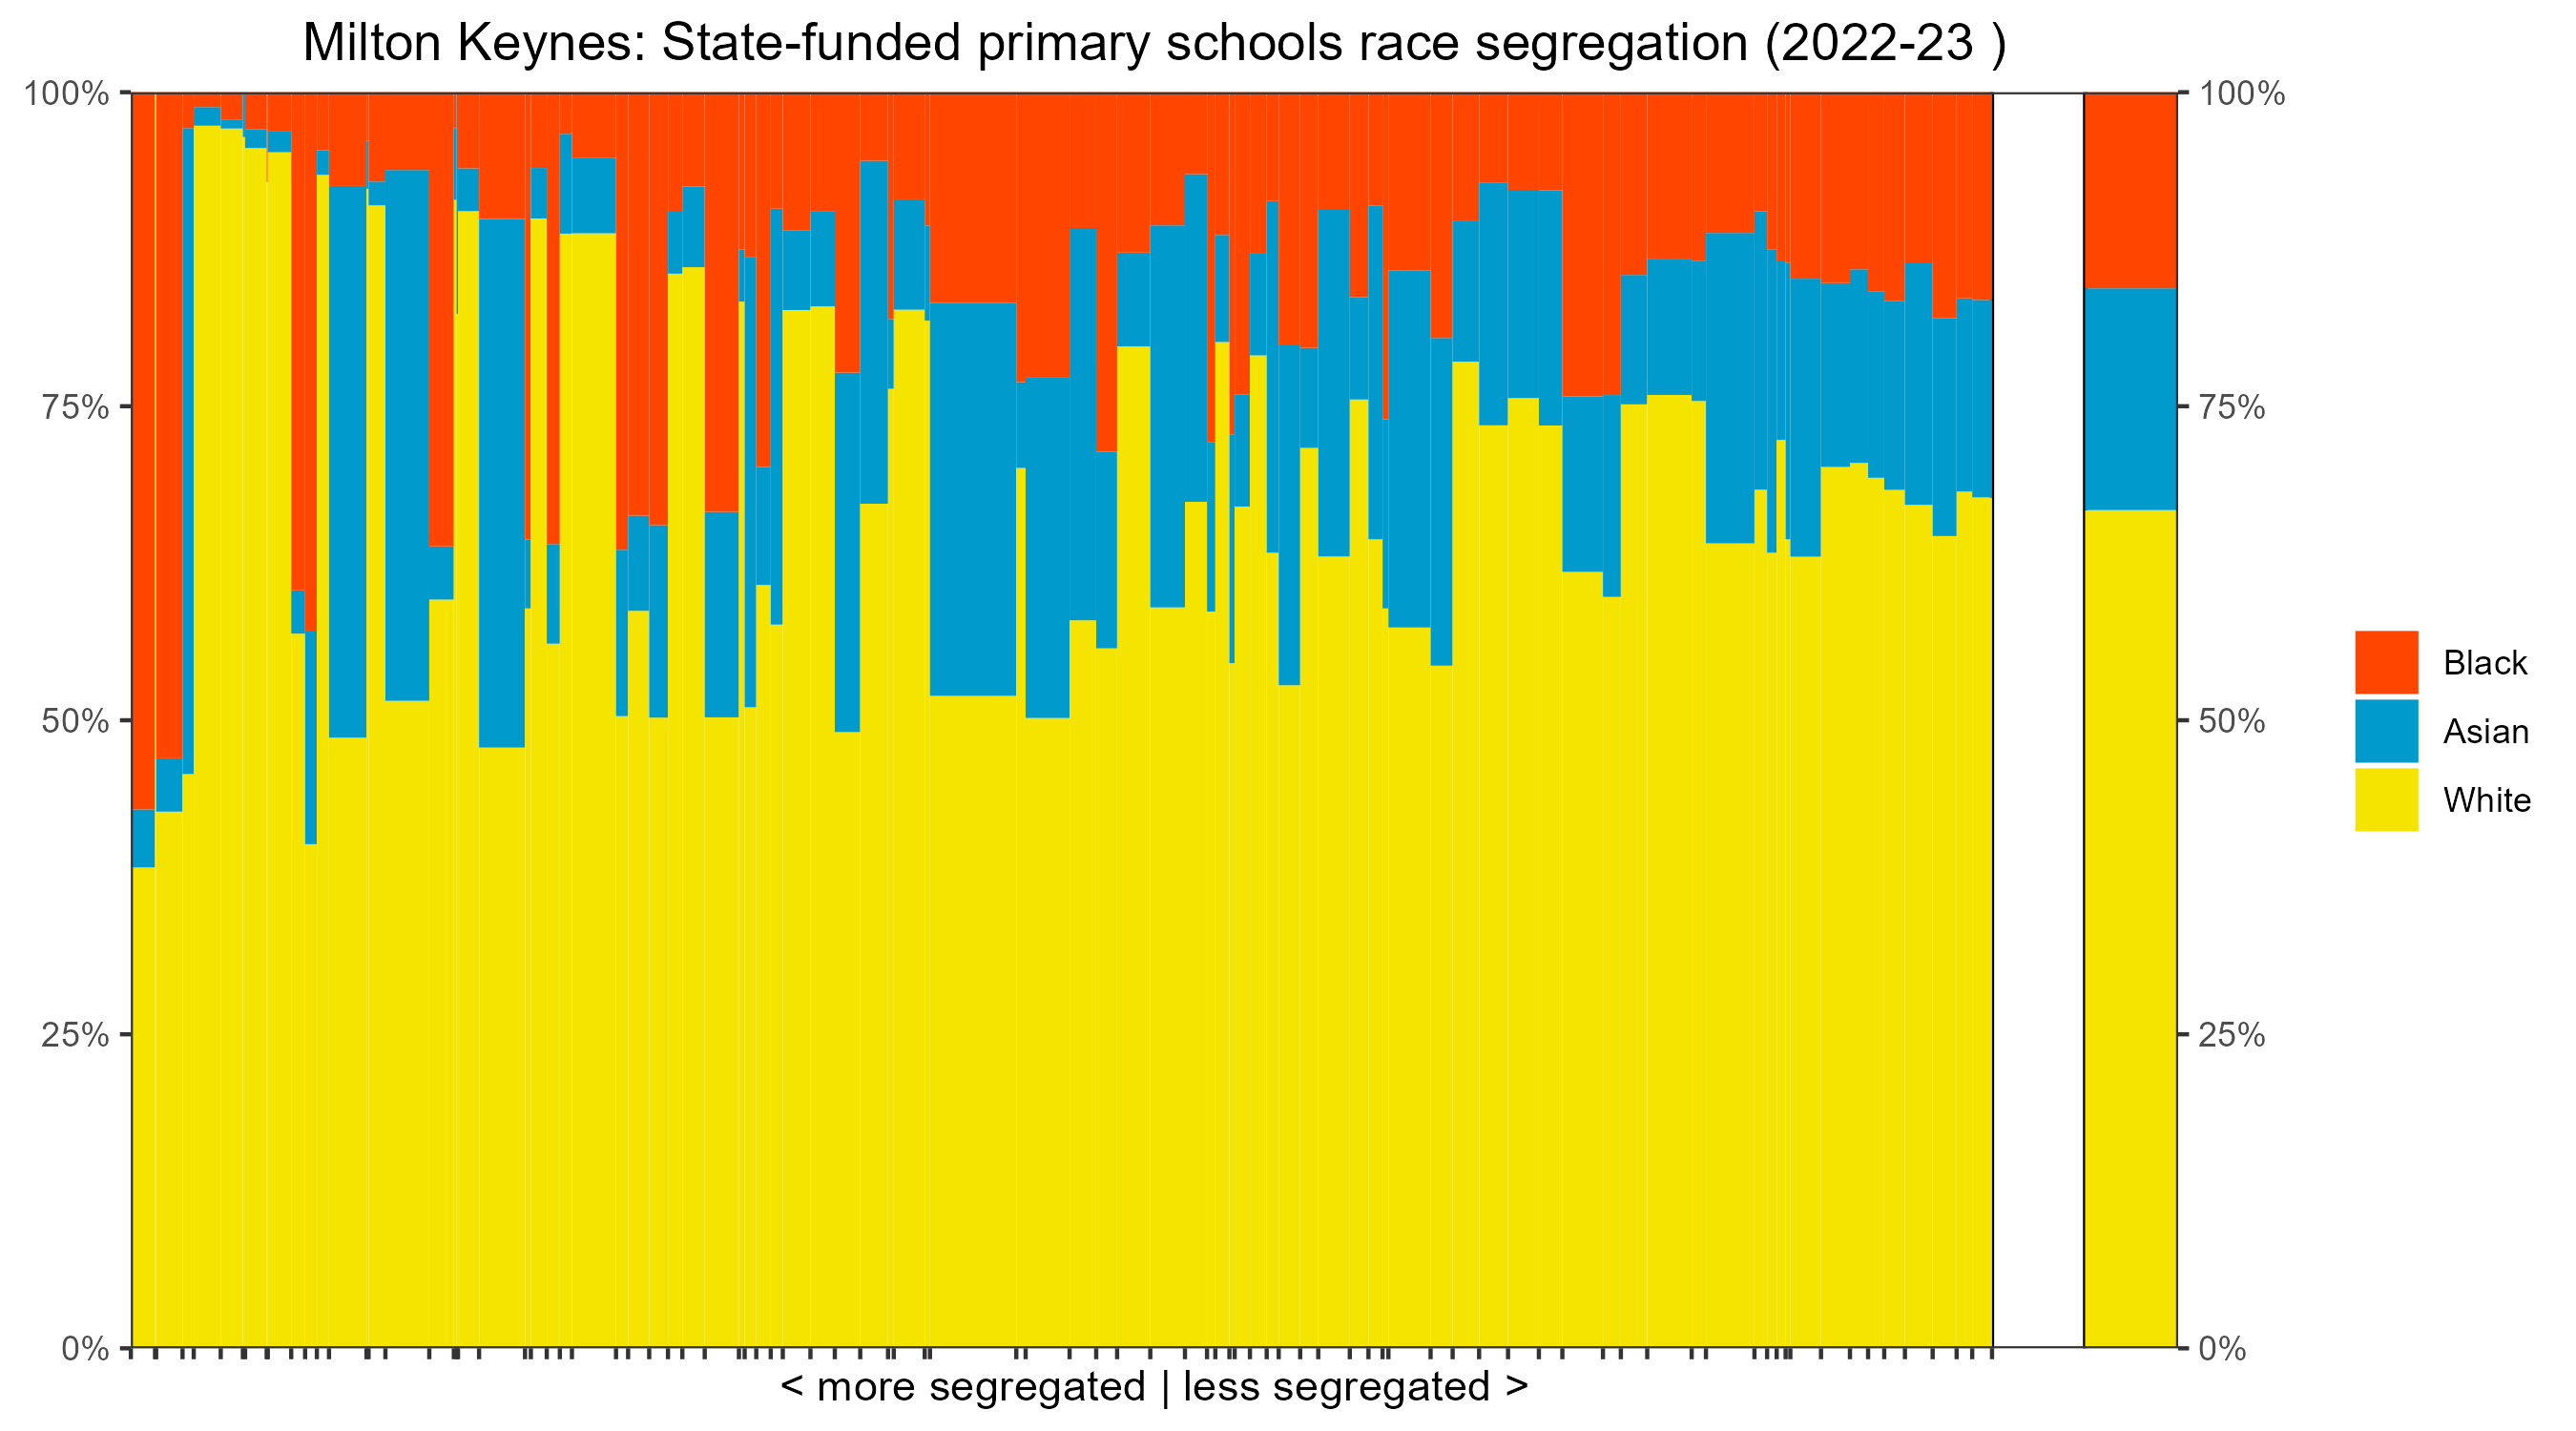 Milton Keynes: State-funded primary schools race segregation (2022-23 )
100%
75%
50%
25%
0%
100%
75%
50%
25%
0%
Black
Asian
White
< more segregated | less segregated >